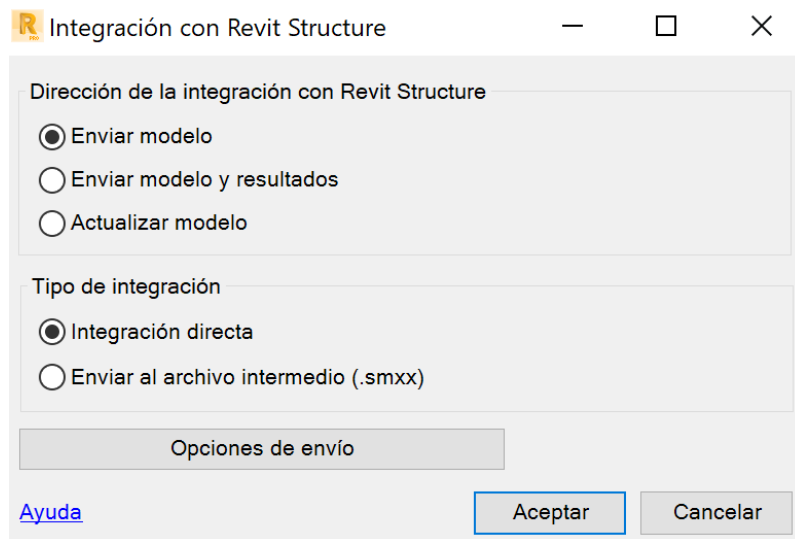 Integración con Revit Structure
Dirección de la integración con Revit Structure
Enviar modelo
Enviar modelo y resultados
Actualizar modelo
Tipo de integración
Integración directa
Enviar al archivo intermedio (.smxx)
Opciones de envío
Ayuda Aceptar Cancelar